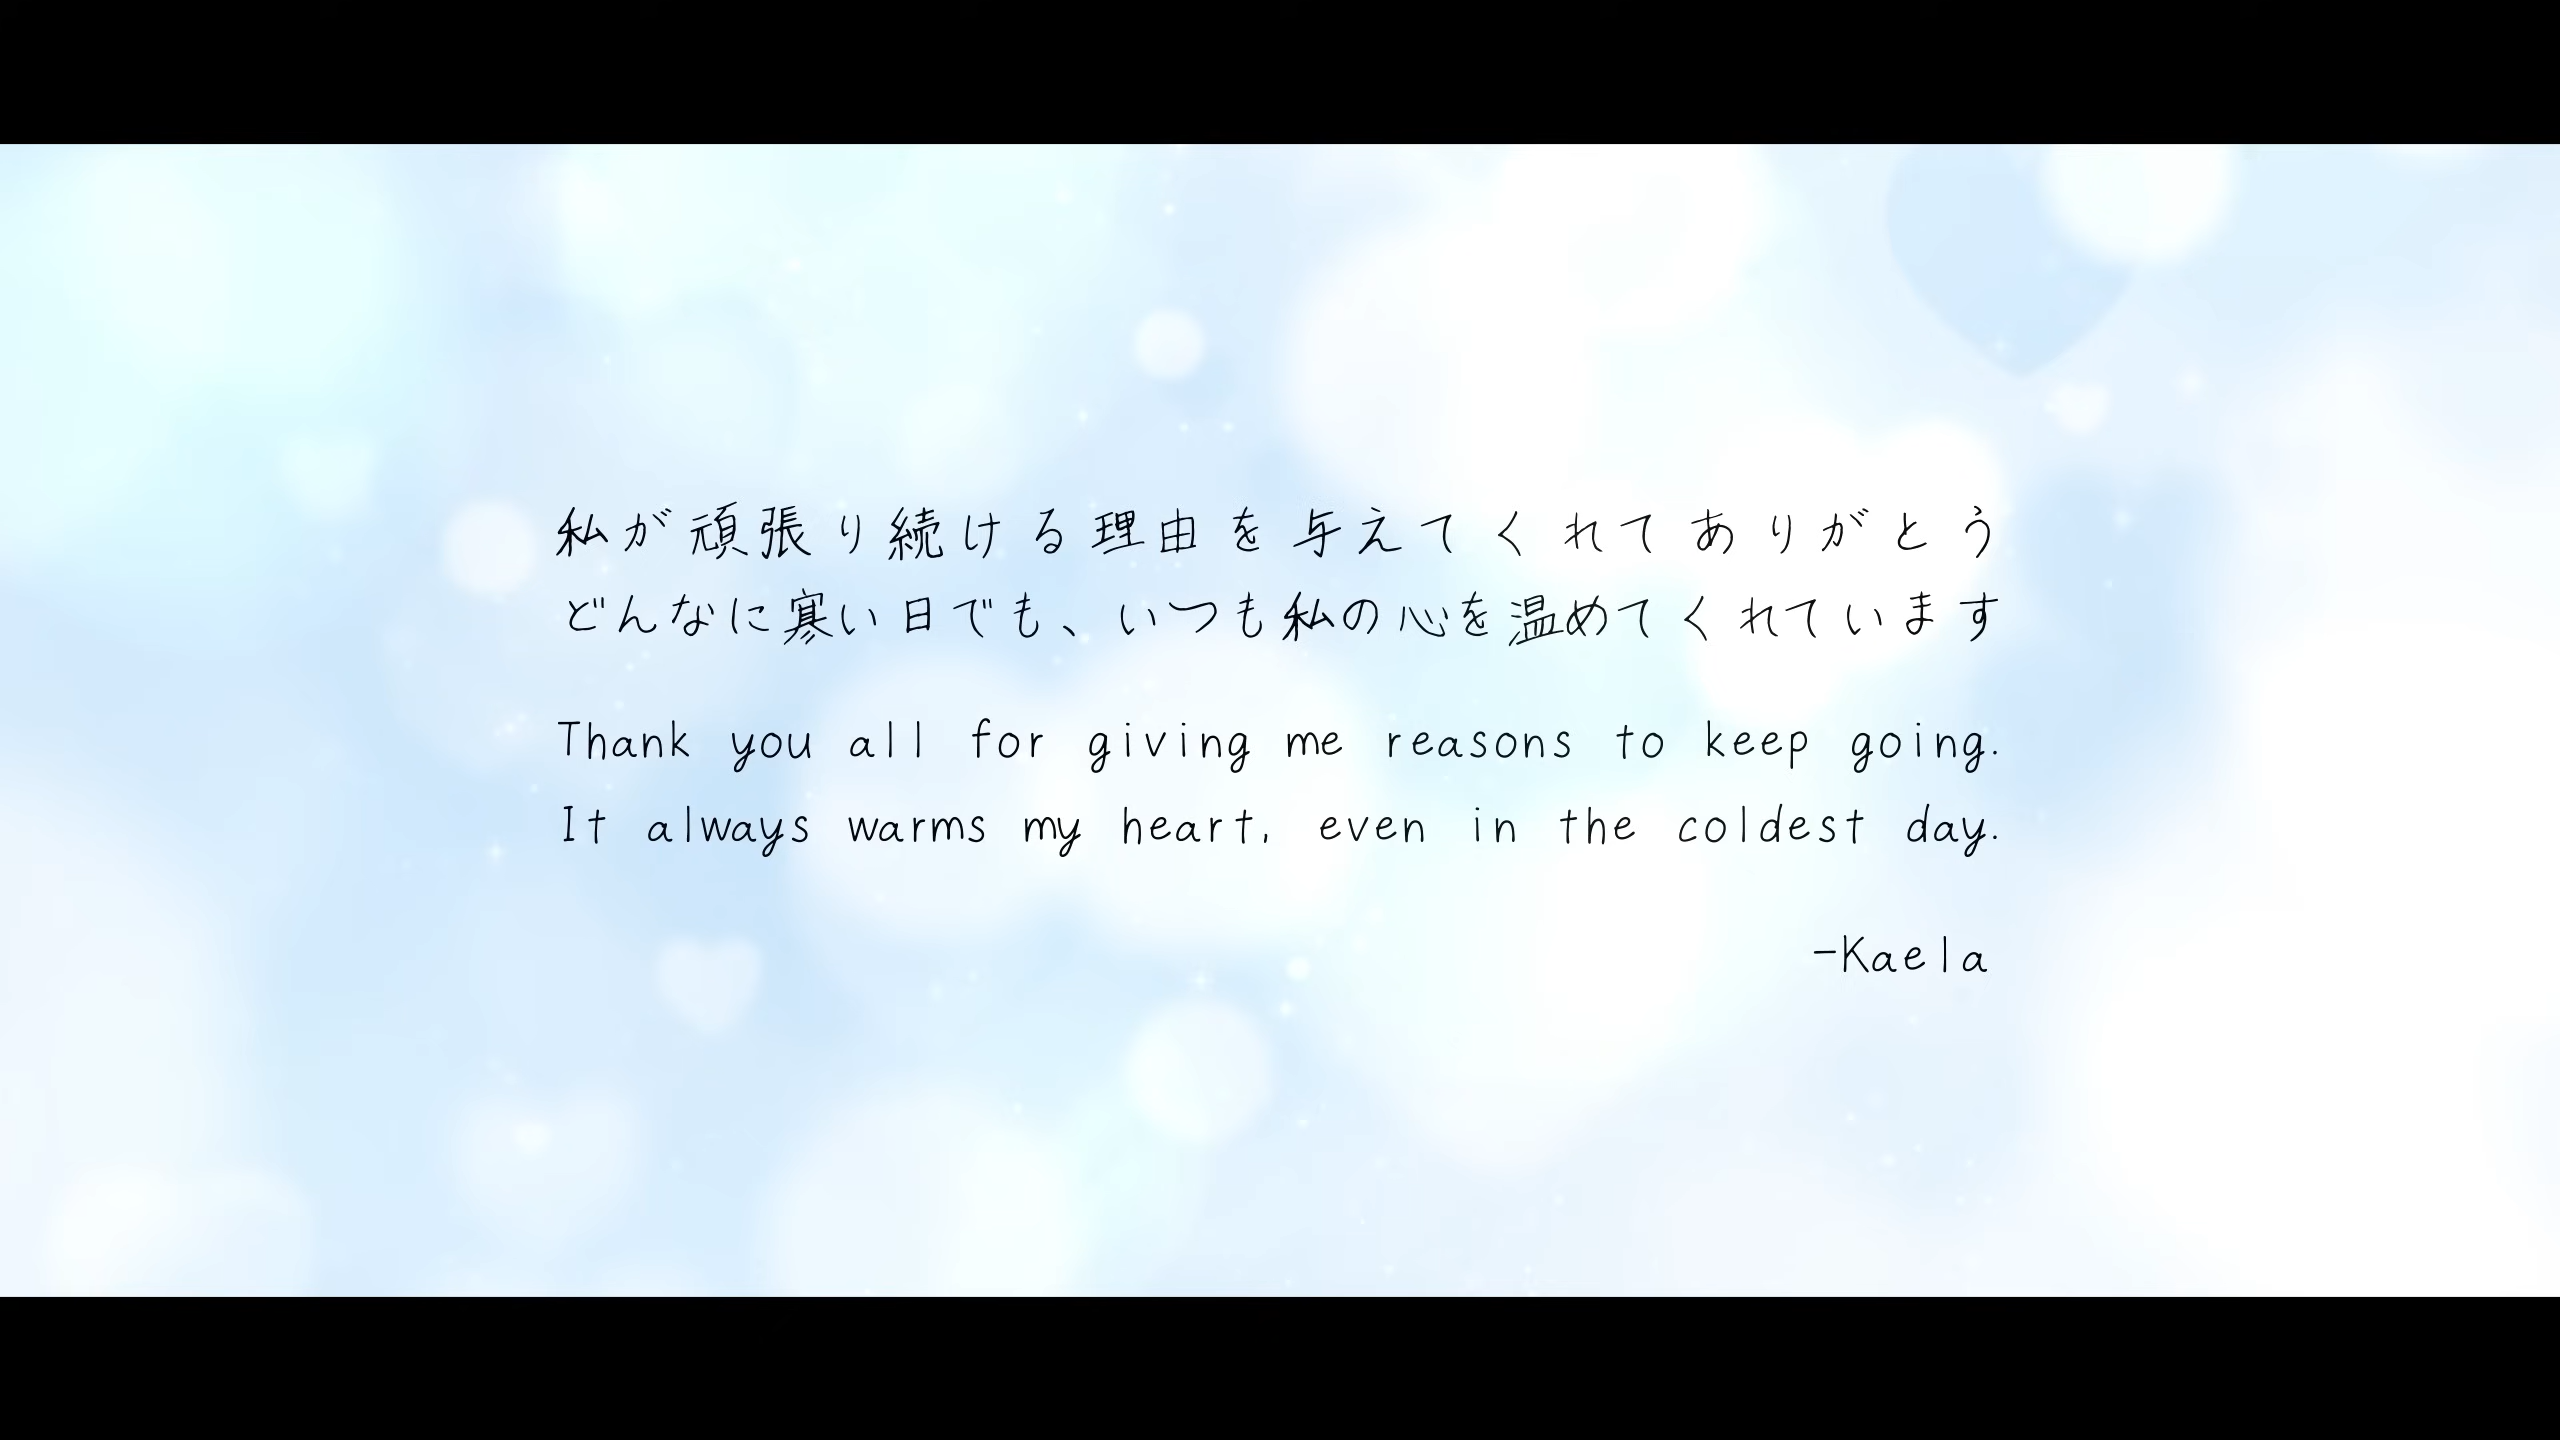 私が頑張り続ける理由を与えてくれてありがとう
どんなに寒い日でも、いつも私の心を温めてくれています
Thank you all for giving me reasons to keep going.
It always warms my heart, even in the coldest day.
-Kaela